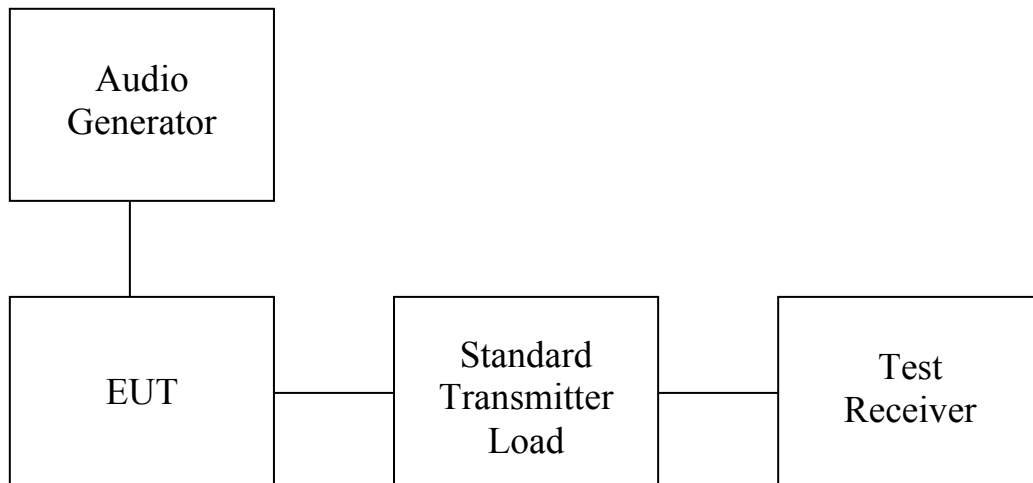 Audio
Generator
EUT
Standard
Transmitter
Load
Test
Receiver